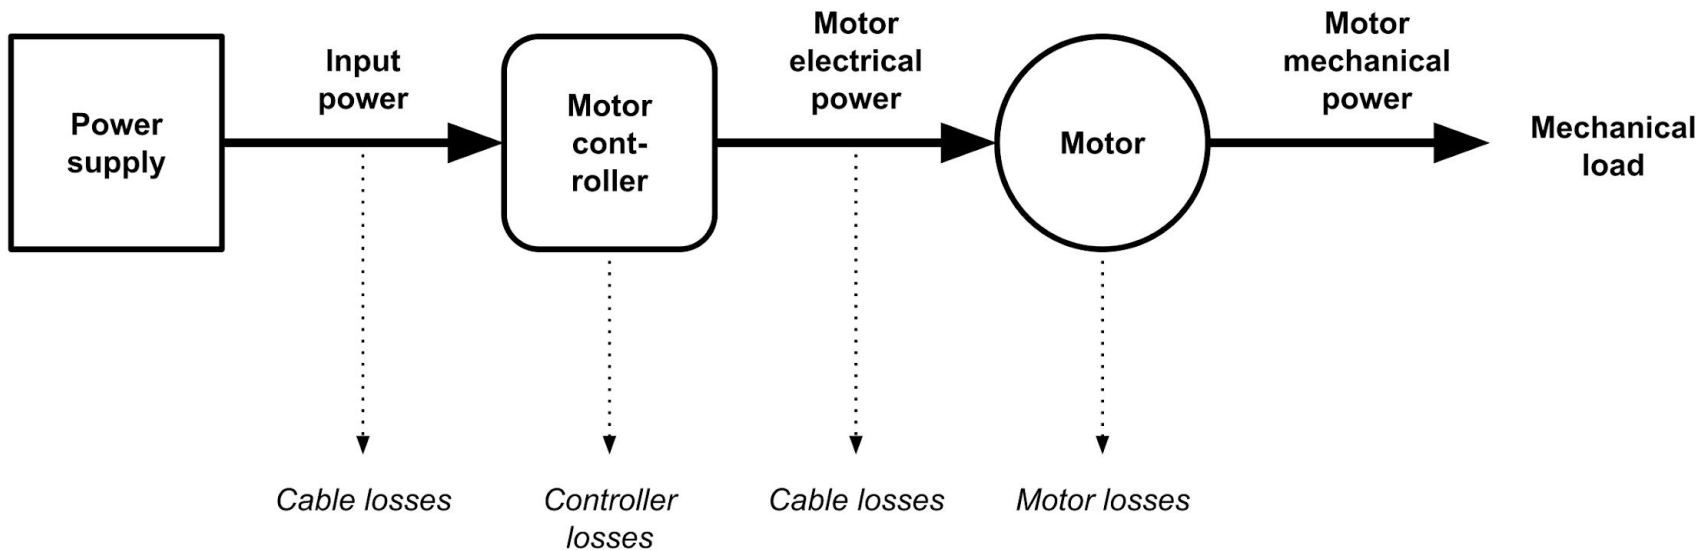 Power
supply
Input
power
Motor
cont-
roller
Motor
electrical
power
Motor
Motor
mechanical
power
Mechanical
load
Cable losses
Controller
losses
Cable losses
Motor losses